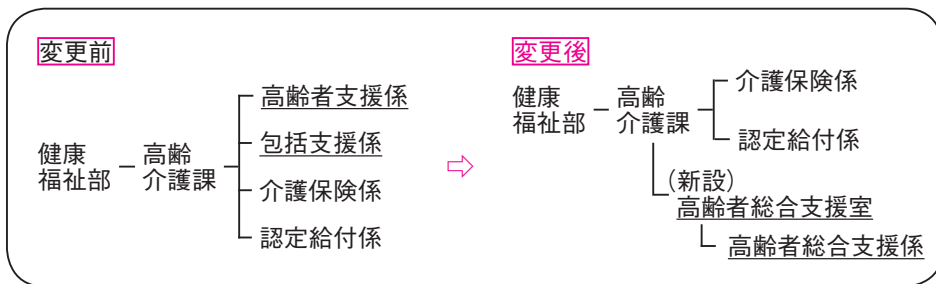 変更前
健康
福祉部
高齢
介護課
高齢者支援係
包括支援係
介護保険係
認定給付係
⇨
変更後
健康
福祉部
高齢
介護課
介護保険係
認定給付係
(新設)
高齢者総合支援室
高齢者総合支援係